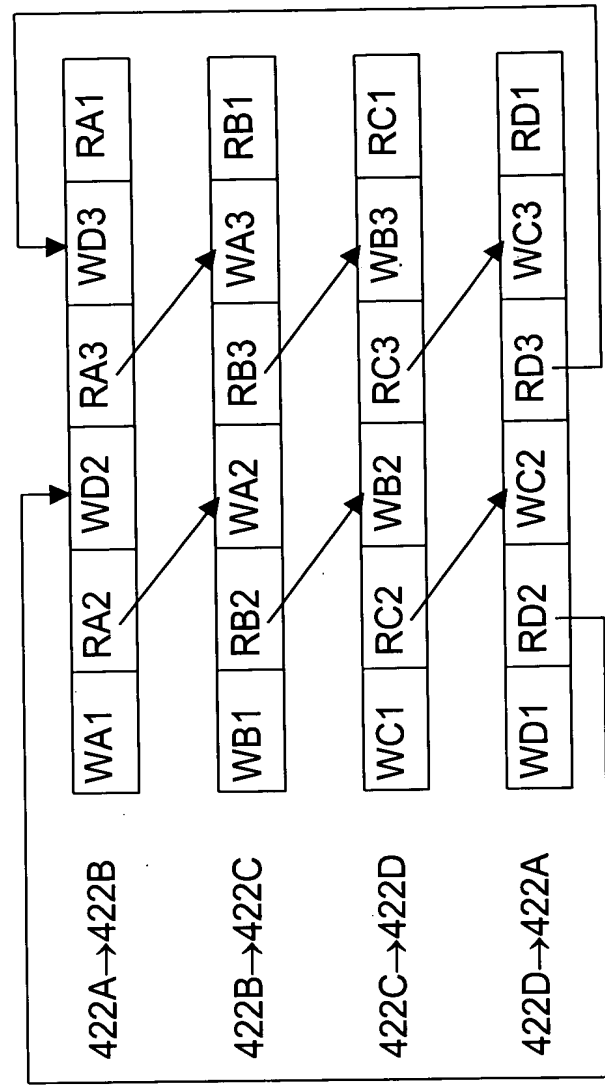 422A→422B WA1 RA2 WD2 RA3 WD3 RA1
422B→422C WB1 RB2 WA2 RB3 WA3 RB1
422C→422D WC1 RC2 WB2 RC3 WB3 RC1
422D→422A WD1 RD2 WC2 RD3 WC3 RD1